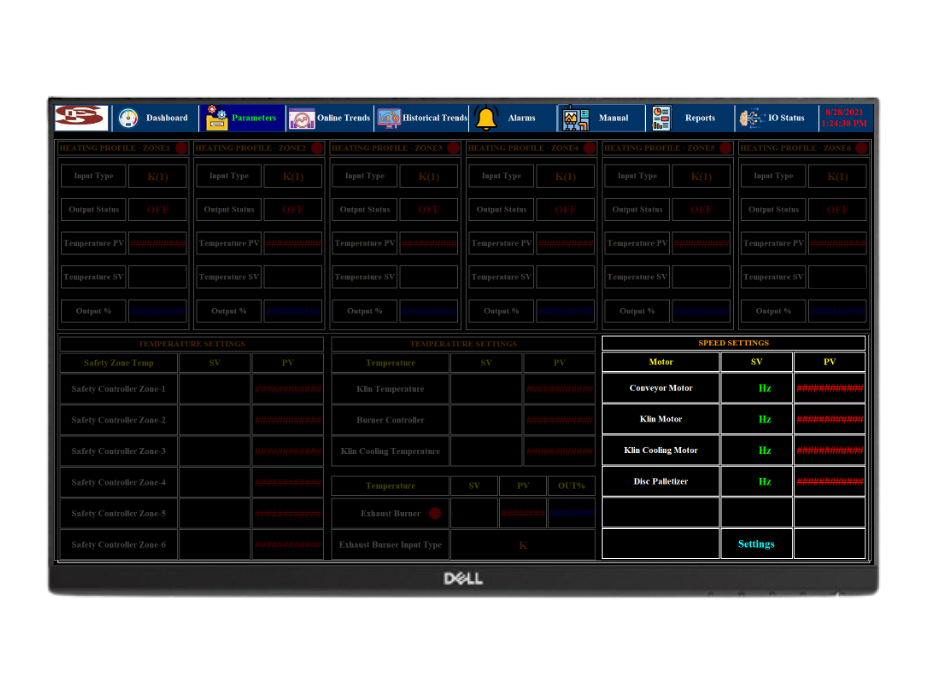 Dashboard Parameters Online Trends Historical Trends Alarms Manual Reports IO Status 8/28/2021
1:24:38 PM
HEATING PROFILE - ZONE1 HEATING PROFILE - ZONE2 HEATING PROFILE - ZONE3 HEATING PROFILE - ZONE4 HEATING PROFILE - ZONE5 HEATING PROFILE - ZONE6
Input Type K(1) Input Type K(1) Input Type K(1) Input Type K(1) Input Type K(1) Input Type K(1)
Output Status OFF Output Status OFF Output Status OFF Output Status OFF Output Status OFF Output Status OFF
Temperature PV ########## Temperature PV ########## Temperature PV ########## Temperature PV ########## Temperature PV ########## Temperature PV ##########
Temperature SV Temperature SV Temperature SV Temperature SV Temperature SV Temperature SV
Output % Output % Output % Output % Output % Output %
TEMPERATURE SETTINGS TEMPERATURE SETTINGS SPEED SETTINGS
Safety Zone Temp SV PV Temperature SV PV Motor SV PV
Safety Controller Zone-1 ############ Klin Temperature ############ Conveyor Motor Hz ############
Safety Controller Zone-2 ############ Burner Controller ############ Klin Motor Hz ############
Safety Controller Zone-3 ############ Klin Cooling Temperature ############ Klin Cooling Motor Hz ############
Safety Controller Zone-4 ############ Temperature SV PV OUT% Disc Palletizer Hz ############
Safety Controller Zone-5 ############ Exhaust Burner ########
Safety Controller Zone-6 ############ Exhaust Burner Input Type K Settings
DELL